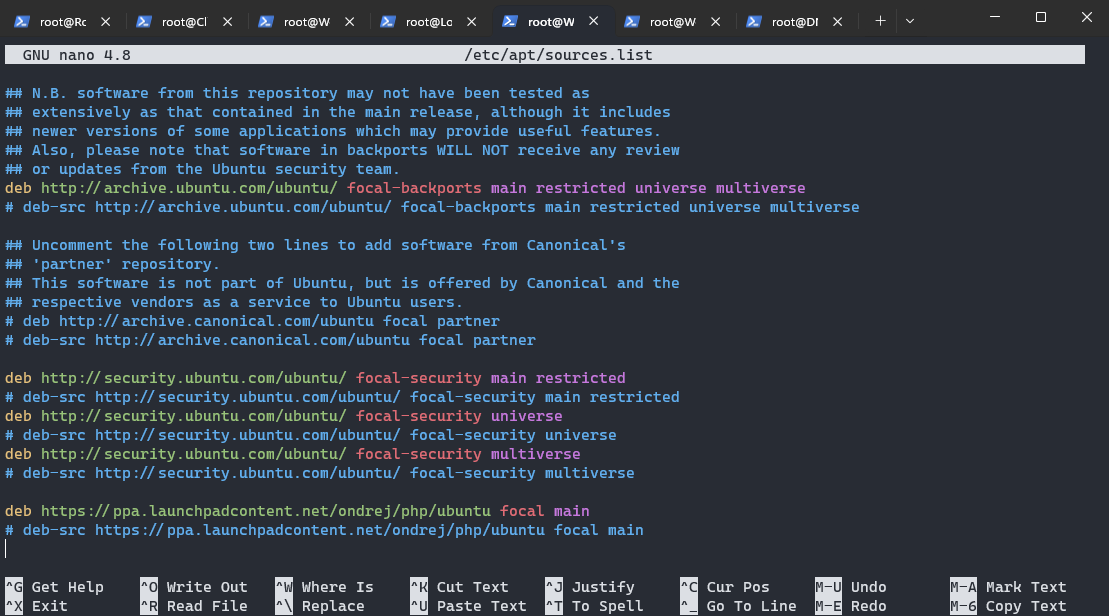 root@Rc root@Cl root@W root@Lo root@W root@W root@DI
GNU nano 4.8 /etc/apt/sources.list
## N.B. software from this repository may not have been tested as
## extensively as that contained in the main release, although it includes
## newer versions of some applications which may provide useful features.
## Also, please note that software in backports WILL NOT receive any review
## or updates from the Ubuntu security team.
deb http://archive.ubuntu.com/ubuntu/ focal-backports main restricted universe multiverse
# deb-src http://archive.ubuntu.com/ubuntu/ focal-backports main restricted universe multiverse
## Uncomment the following two lines to add software from Canonical's
## 'partner' repository.
## This software is not part of Ubuntu, but is offered by Canonical and the
## respective vendors as a service to Ubuntu users.
# deb http://archive.canonical.com/ubuntu focal partner
# deb-src http://archive.canonical.com/ubuntu focal partner
deb http://security.ubuntu.com/ubuntu/ focal-security main restricted
# deb-src http://security.ubuntu.com/ubuntu/ focal-security main restricted
deb http://security.ubuntu.com/ubuntu/ focal-security universe
# deb-src http://security.ubuntu.com/ubuntu/ focal-security universe
deb http://security.ubuntu.com/ubuntu/ focal-security multiverse
# deb-src http://security.ubuntu.com/ubuntu/ focal-security multiverse
deb https://ppa.launchpadcontent.net/ondrej/php/ubuntu focal main
# deb-src https://ppa.launchpadcontent.net/ondrej/php/ubuntu focal main
^G Get Help ^O Write Out ^W Where Is ^K Cut Text ^J Justify ^C Cur Pos M-U Undo M-A Mark Text
^X Exit ^R Read File ^\ Replace ^U Paste Text ^T To Spell ^_ Go To Line M-E Redo M-6 Copy Text